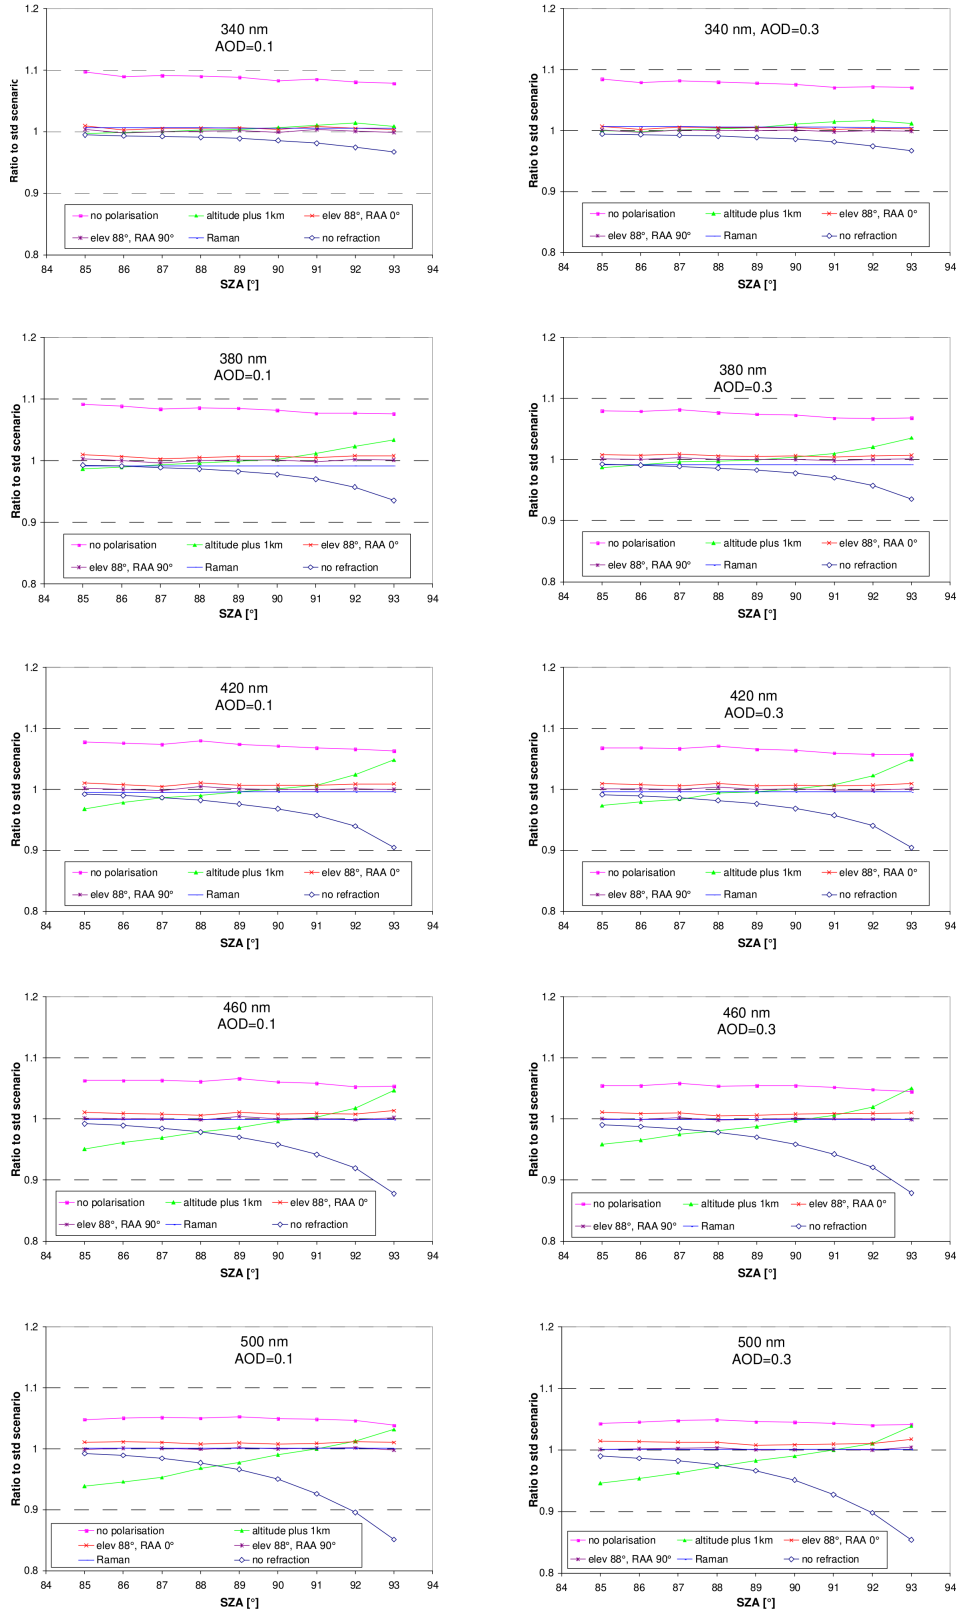 340 nm
AOD=0.1
1.2
1.1
1
0.9
0.8
Ratio to std scenario
no polarisation
altitude plus 1km
elev 88°, RAA 0°
elev 88°, RAA 90°
Raman
no refraction
84 85 86 87 88 89 90 91 92 93 94
SZA [°]
340 nm, AOD=0.3
1.2
1.1
1
0.9
0.8
Ratio to std scenario
no polarisation
altitude plus 1km
elev 88°, RAA 0°
elev 88°, RAA 90°
Raman
no refraction
84 85 86 87 88 89 90 91 92 93 94
SZA [°]
380 nm
AOD=0.1
1.2
1.1
1
0.9
0.8
Ratio to std scenario
no polarisation
altitude plus 1km
elev 88°, RAA 0°
elev 88°, RAA 90°
Raman
no refraction
84 85 86 87 88 89 90 91 92 93 94
SZA [°]
380 nm
AOD=0.3
1.2
1.1
1
0.9
0.8
Ratio to std scenario
no polarisation
altitude plus 1km
elev 88°, RAA 0°
elev 88°, RAA 90°
Raman
no refraction
84 85 86 87 88 89 90 91 92 93 94
SZA [°]
420 nm
AOD=0.1
1.2
1.1
1
0.9
0.8
Ratio to std scenario
no polarisation
altitude plus 1km
elev 88°, RAA 0°
elev 88°, RAA 90°
Raman
no refraction
84 85 86 87 88 89 90 91 92 93 94
SZA [°]
420 nm
AOD=0.3
1.2
1.1
1
0.9
0.8
Ratio to std scenario
no polarisation
altitude plus 1km
elev 88°, RAA 0°
elev 88°, RAA 90°
Raman
no refraction
84 85 86 87 88 89 90 91 92 93 94
SZA [°]
460 nm
AOD=0.1
1.2
1.1
1
0.9
0.8
Ratio to std scenario
no polarisation
altitude plus 1km
elev 88°, RAA 0°
elev 88°, RAA 90°
Raman
no refraction
84 85 86 87 88 89 90 91 92 93 94
SZA [°]
460 nm
AOD=0.3
1.2
1.1
1
0.9
0.8
Ratio to std scenario
no polarisation
altitude plus 1km
elev 88°, RAA 0°
elev 88°, RAA 90°
Raman
no refraction
84 85 86 87 88 89 90 91 92 93 94
SZA [°]
500 nm
AOD=0.1
1.2
1.1
1
0.9
0.8
Ratio to std scenario
no polarisation
altitude plus 1km
elev 88°, RAA 0°
elev 88°, RAA 90°
Raman
no refraction
84 85 86 87 88 89 90 91 92 93 94
SZA [°]
500 nm
AOD=0.3
1.2
1.1
1
0.9
0.8
Ratio to std scenario
no polarisation
altitude plus 1km
elev 88°, RAA 0°
elev 88°, RAA 90°
Raman
no refraction
84 85 86 87 88 89 90 91 92 93 94
SZA [°]